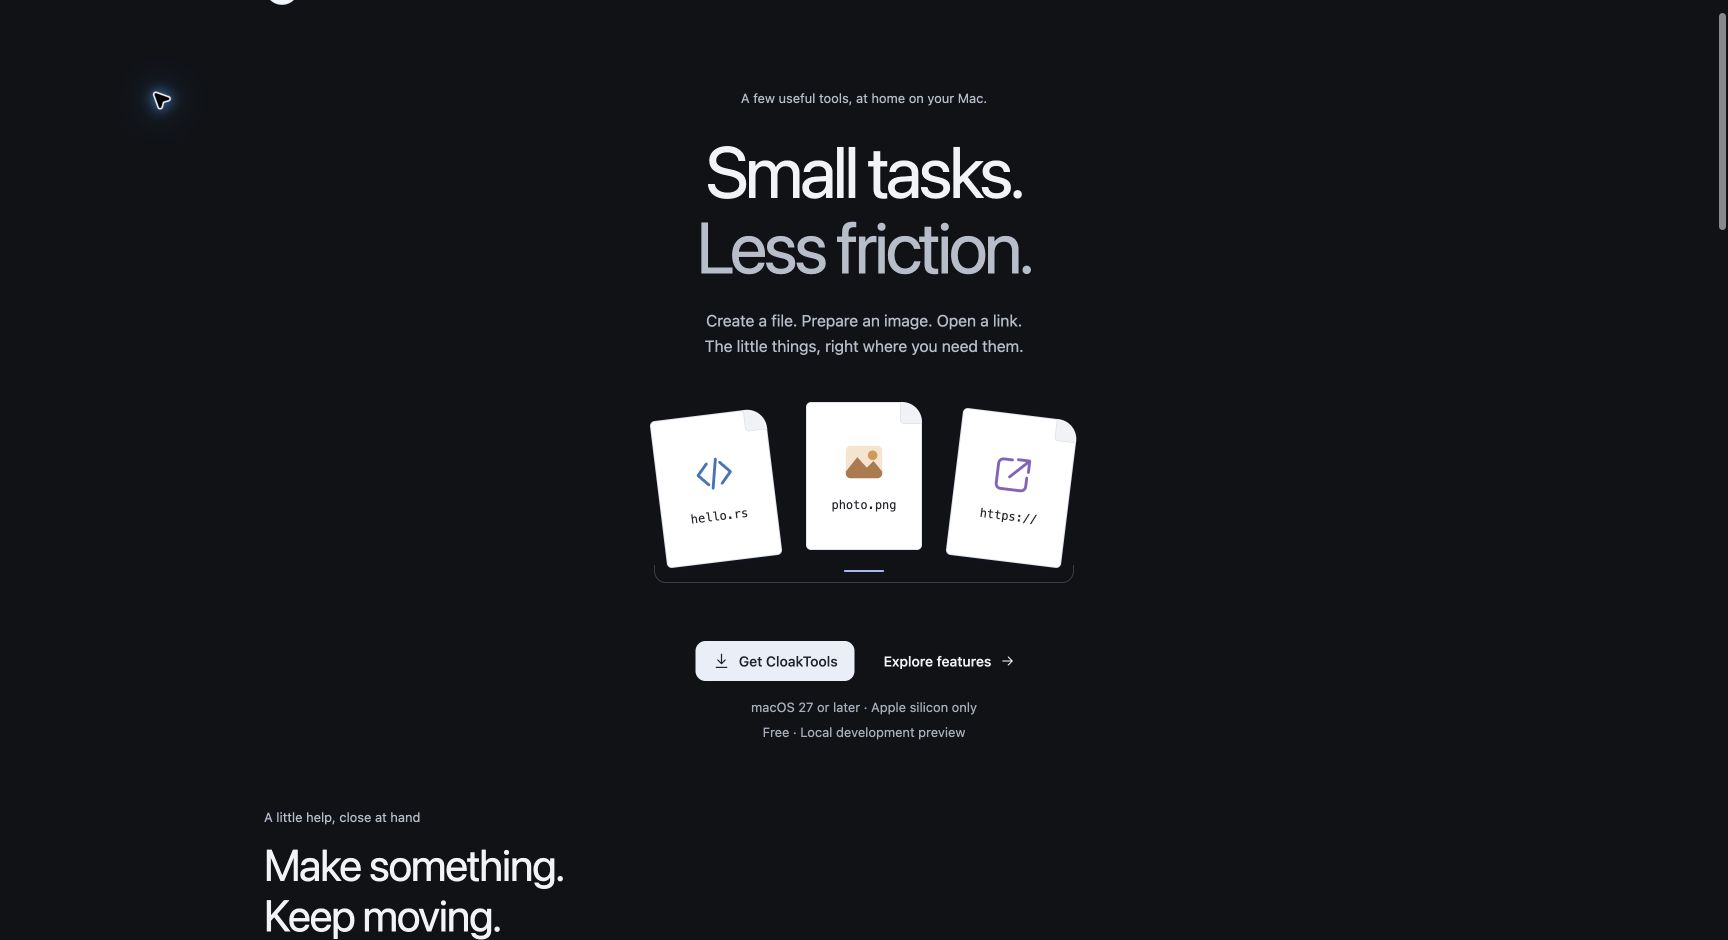 A few useful tools, at home on your Mac.
Small tasks.
Less friction.
Create a file. Prepare an image. Open a link.
The little things, right where you need them.
hello.rs
photo.png
https://
Get CloakTools
Explore features →
macOS 27 or later · Apple silicon only
Free · Local development preview
A little help, close at hand
Make something.
Keep moving.